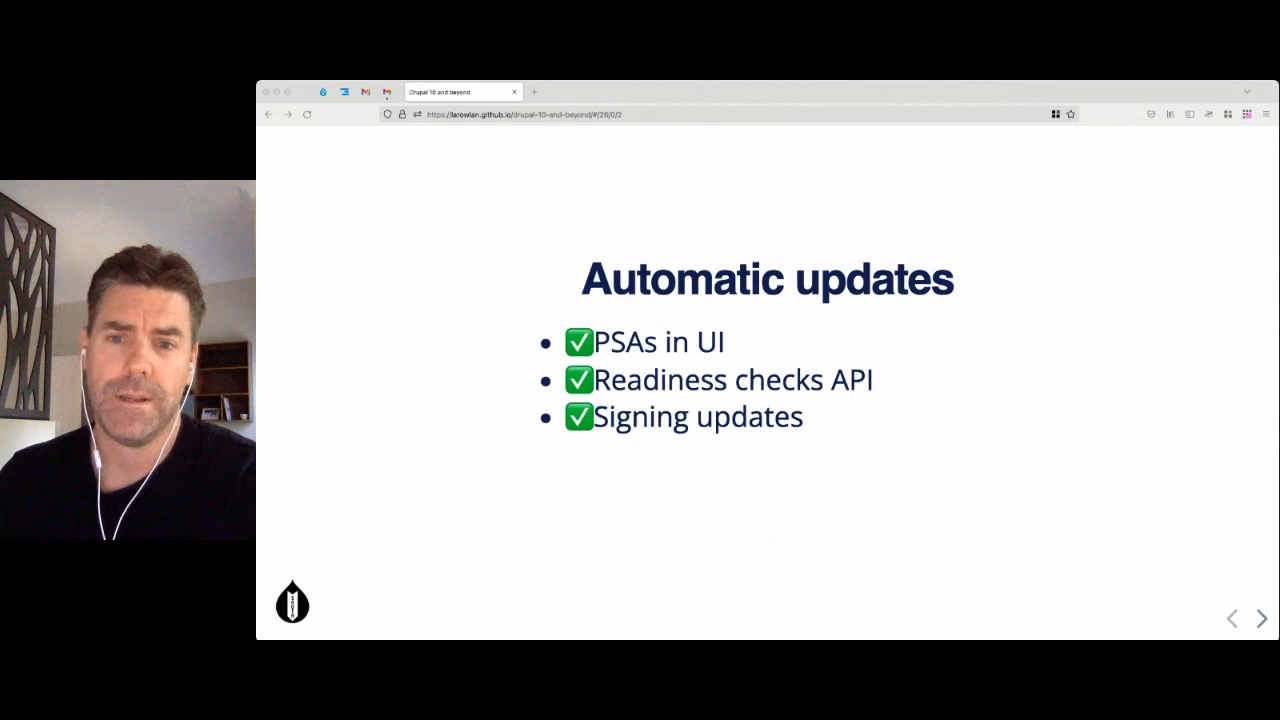 Drupal 10 and beyond
https://larowlan.github.io/drupal-10-and-beyond/#/26/0/2
Automatic updates
• ✅PSAs in UI
• ✅Readiness checks API
• ✅Signing updates